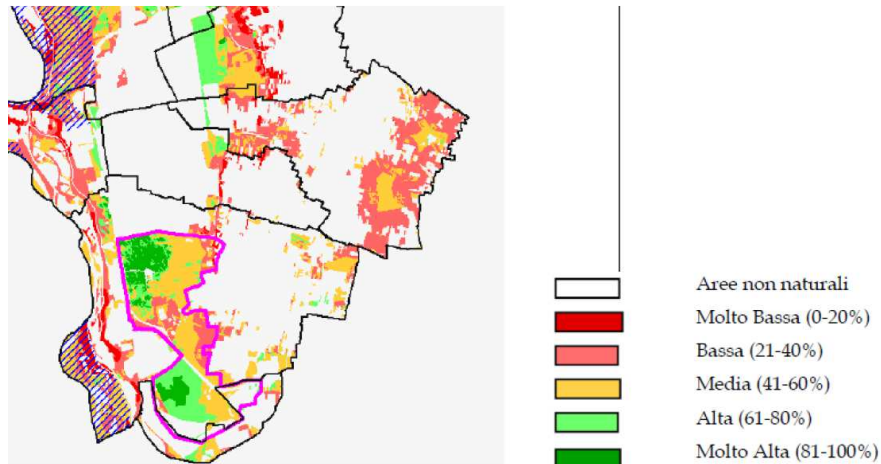 Aree non naturali
Molto Bassa (0-20%)
Bassa (21-40%)
Media (41-60%)
Alta (61-80%)
Molto Alta (81-100%)